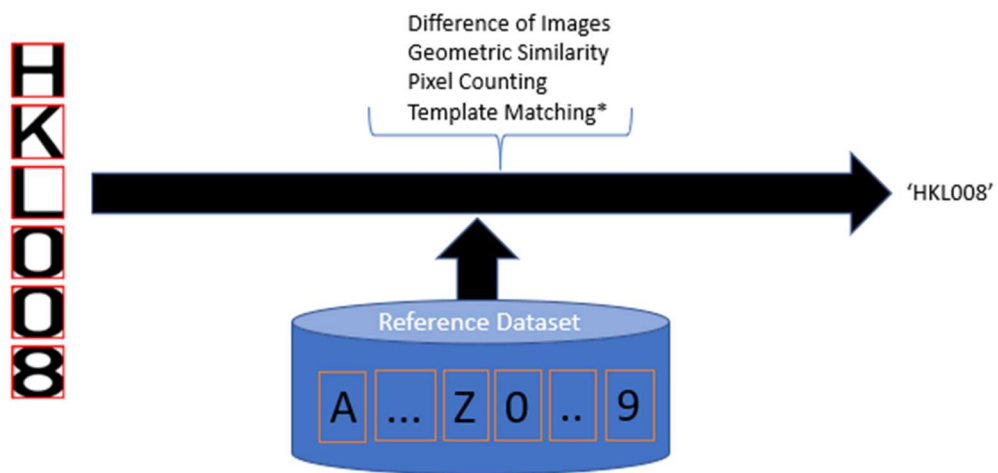 Difference of Images
Geometric Similarity
Pixel Counting
Template Matching*
H
K
L
0
0
8
‘HKL008’
Reference Dataset
A ... Z 0 .. 9